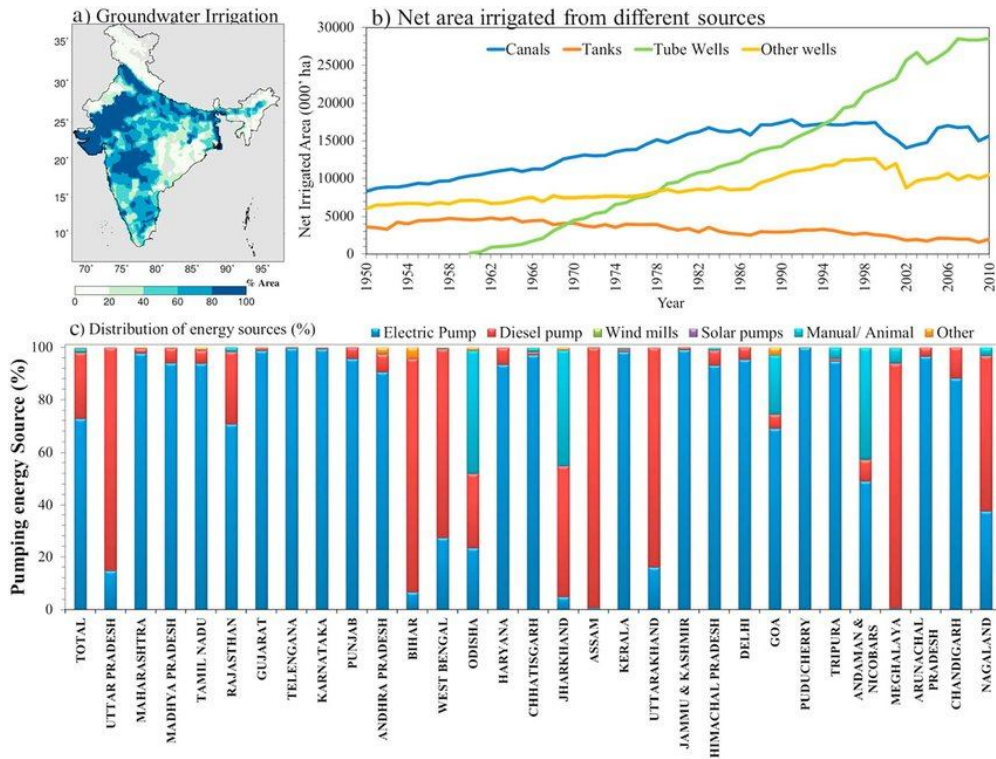 a) Groundwater Irrigation
35˚
30˚
25˚
20˚
15˚
10˚
70˚ 75˚ 80˚ 85˚ 90˚ 95˚
% Area
0 20 40 60 80 100
b) Net area irrigated from different sources
Canals Tanks Tube Wells Other wells
Net Irrigated Area (000' ha)
30000
25000
20000
15000
10000
5000
0
1950 1954 1958 1962 1966 1970 1974 1978 1982 1986 1990 1994 1998 2002 2006 2010
Year
c) Distribution of energy sources (%)
Electric Pump Diesel pump Wind mills Solar pumps Manual/ Animal Other
Pumping energy Source (%)
100
80
60
40
20
0
TOTAL
UTTAR PRADESH
MAHARASHTRA
MADHYA PRADESH
TAMIL NADU
RAJASTHAN
GUJARAT
TELENGANA
KARNATAKA
PUNJAB
ANDHRA PRADESH
BIHAR
WEST BENGAL
ODISHA
HARYANA
CHHATISGARH
JHARKHAND
ASSAM
KERALA
UTTARAKHAND
JAMMU & KASHMIR
HIMACHAL PRADESH
DELHI
GOA
PUDUCHERRY
TRIPURA
ANDAMAN &
NICOBARS
MEGHALAYA
ARUNACHAL
PRADESH
CHANDIGARH
NAGALAND